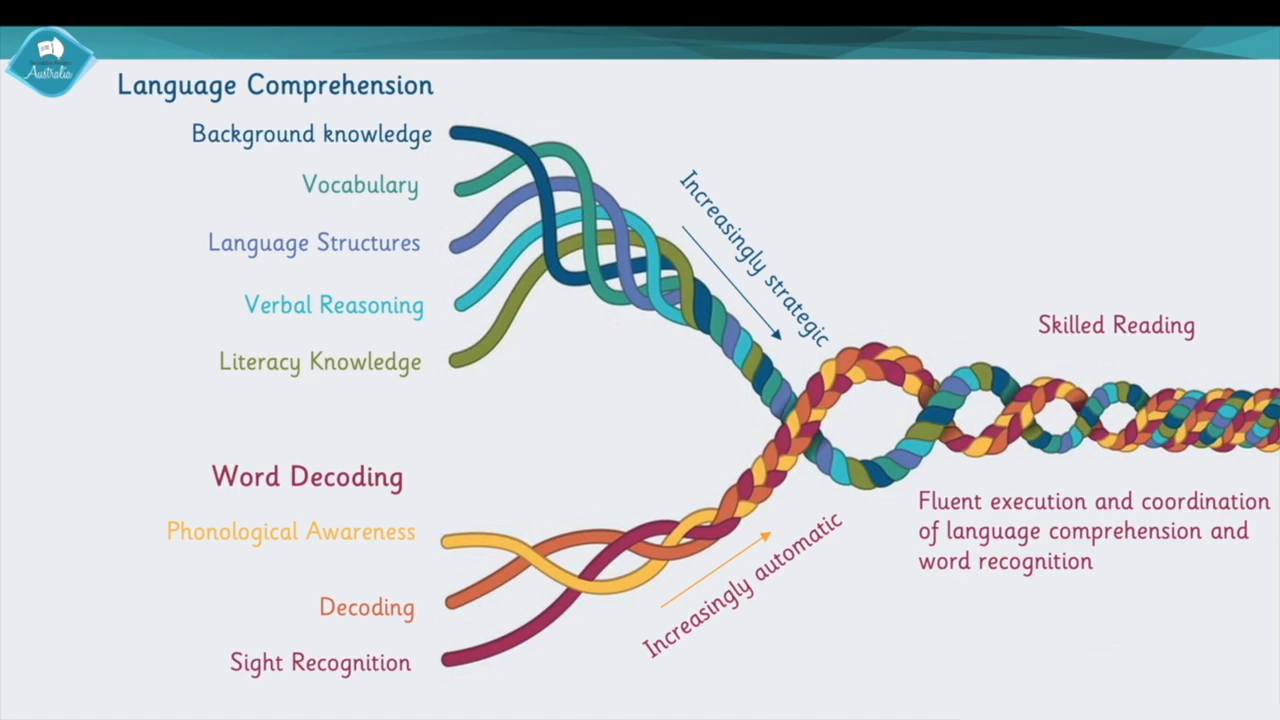 Australia
Language Comprehension
Background knowledge
Vocabulary
Language Structures
Verbal Reasoning
Literacy Knowledge
Increasingly strategic
Skilled Reading
Word Decoding
Phonological Awareness
Decoding
Sight Recognition
Increasingly automatic
Fluent execution and coordination
of language comprehension and
word recognition